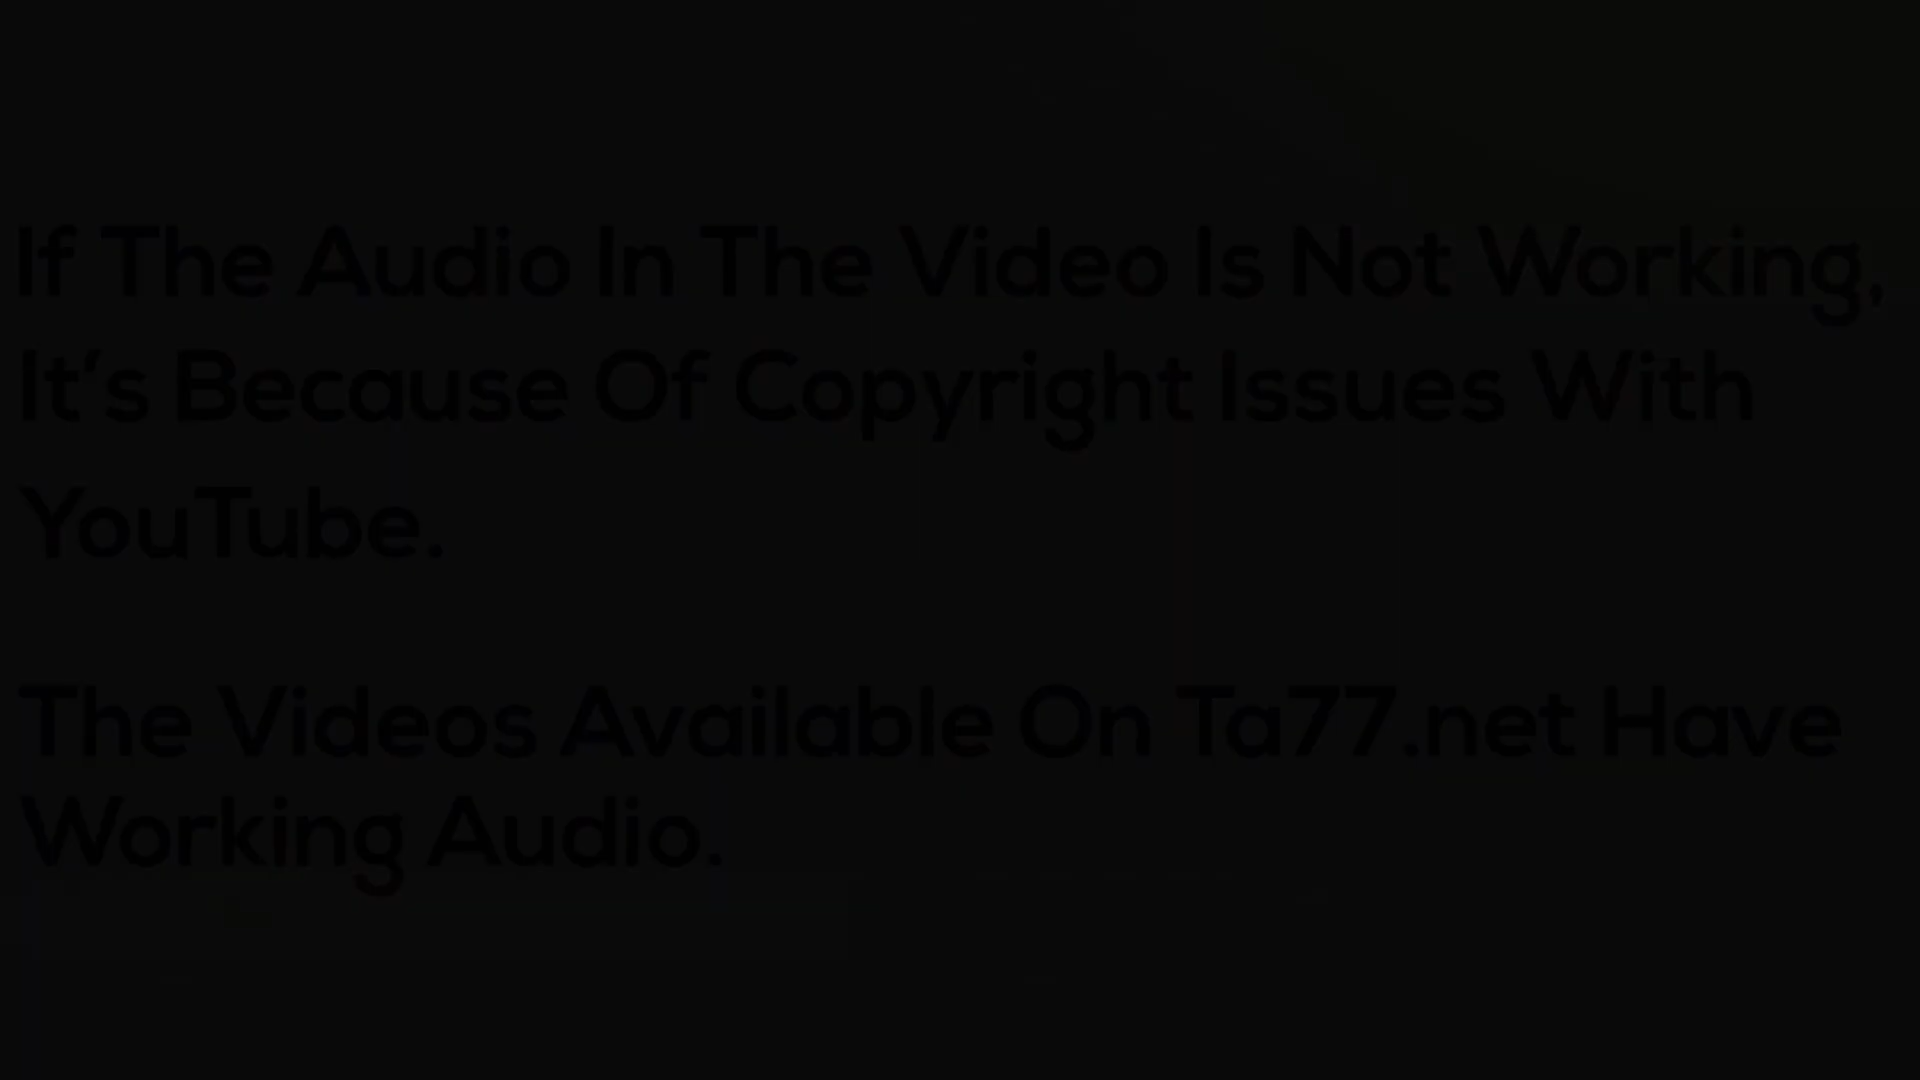 If The Audio In The Video Is Not Working,
It's Because Of Copyright Issues With
YouTube.
The Videos Available On Ta77.net Have
Working Audio.